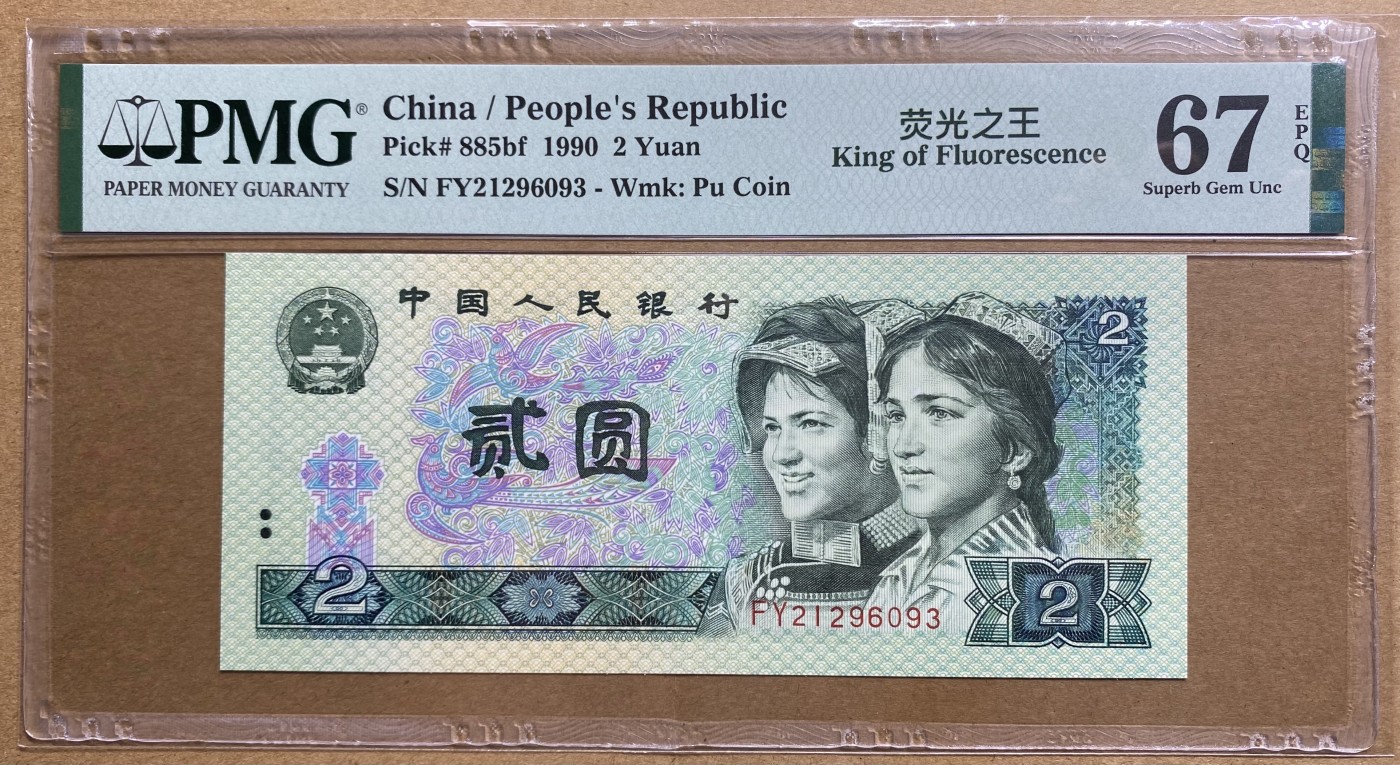 PMG®
PAPER MONEY GUARANTY
China / People's Republic
Pick# 885bf 1990 2 Yuan
S/N FY21296093 - Wmk: Pu Coin
荧光之王
King of Fluorescence
67
EPQ
Superb Gem Unc
中国人民银行
2
贰圆
2
FY21296093
2